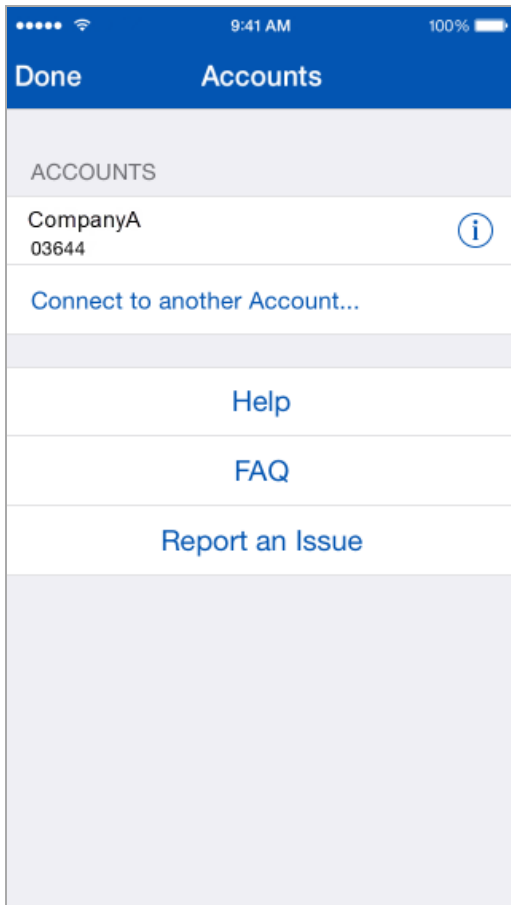 9:41 AM 100%
Done Accounts
ACCOUNTS
CompanyA
03644
Connect to another Account...
Help
FAQ
Report an Issue